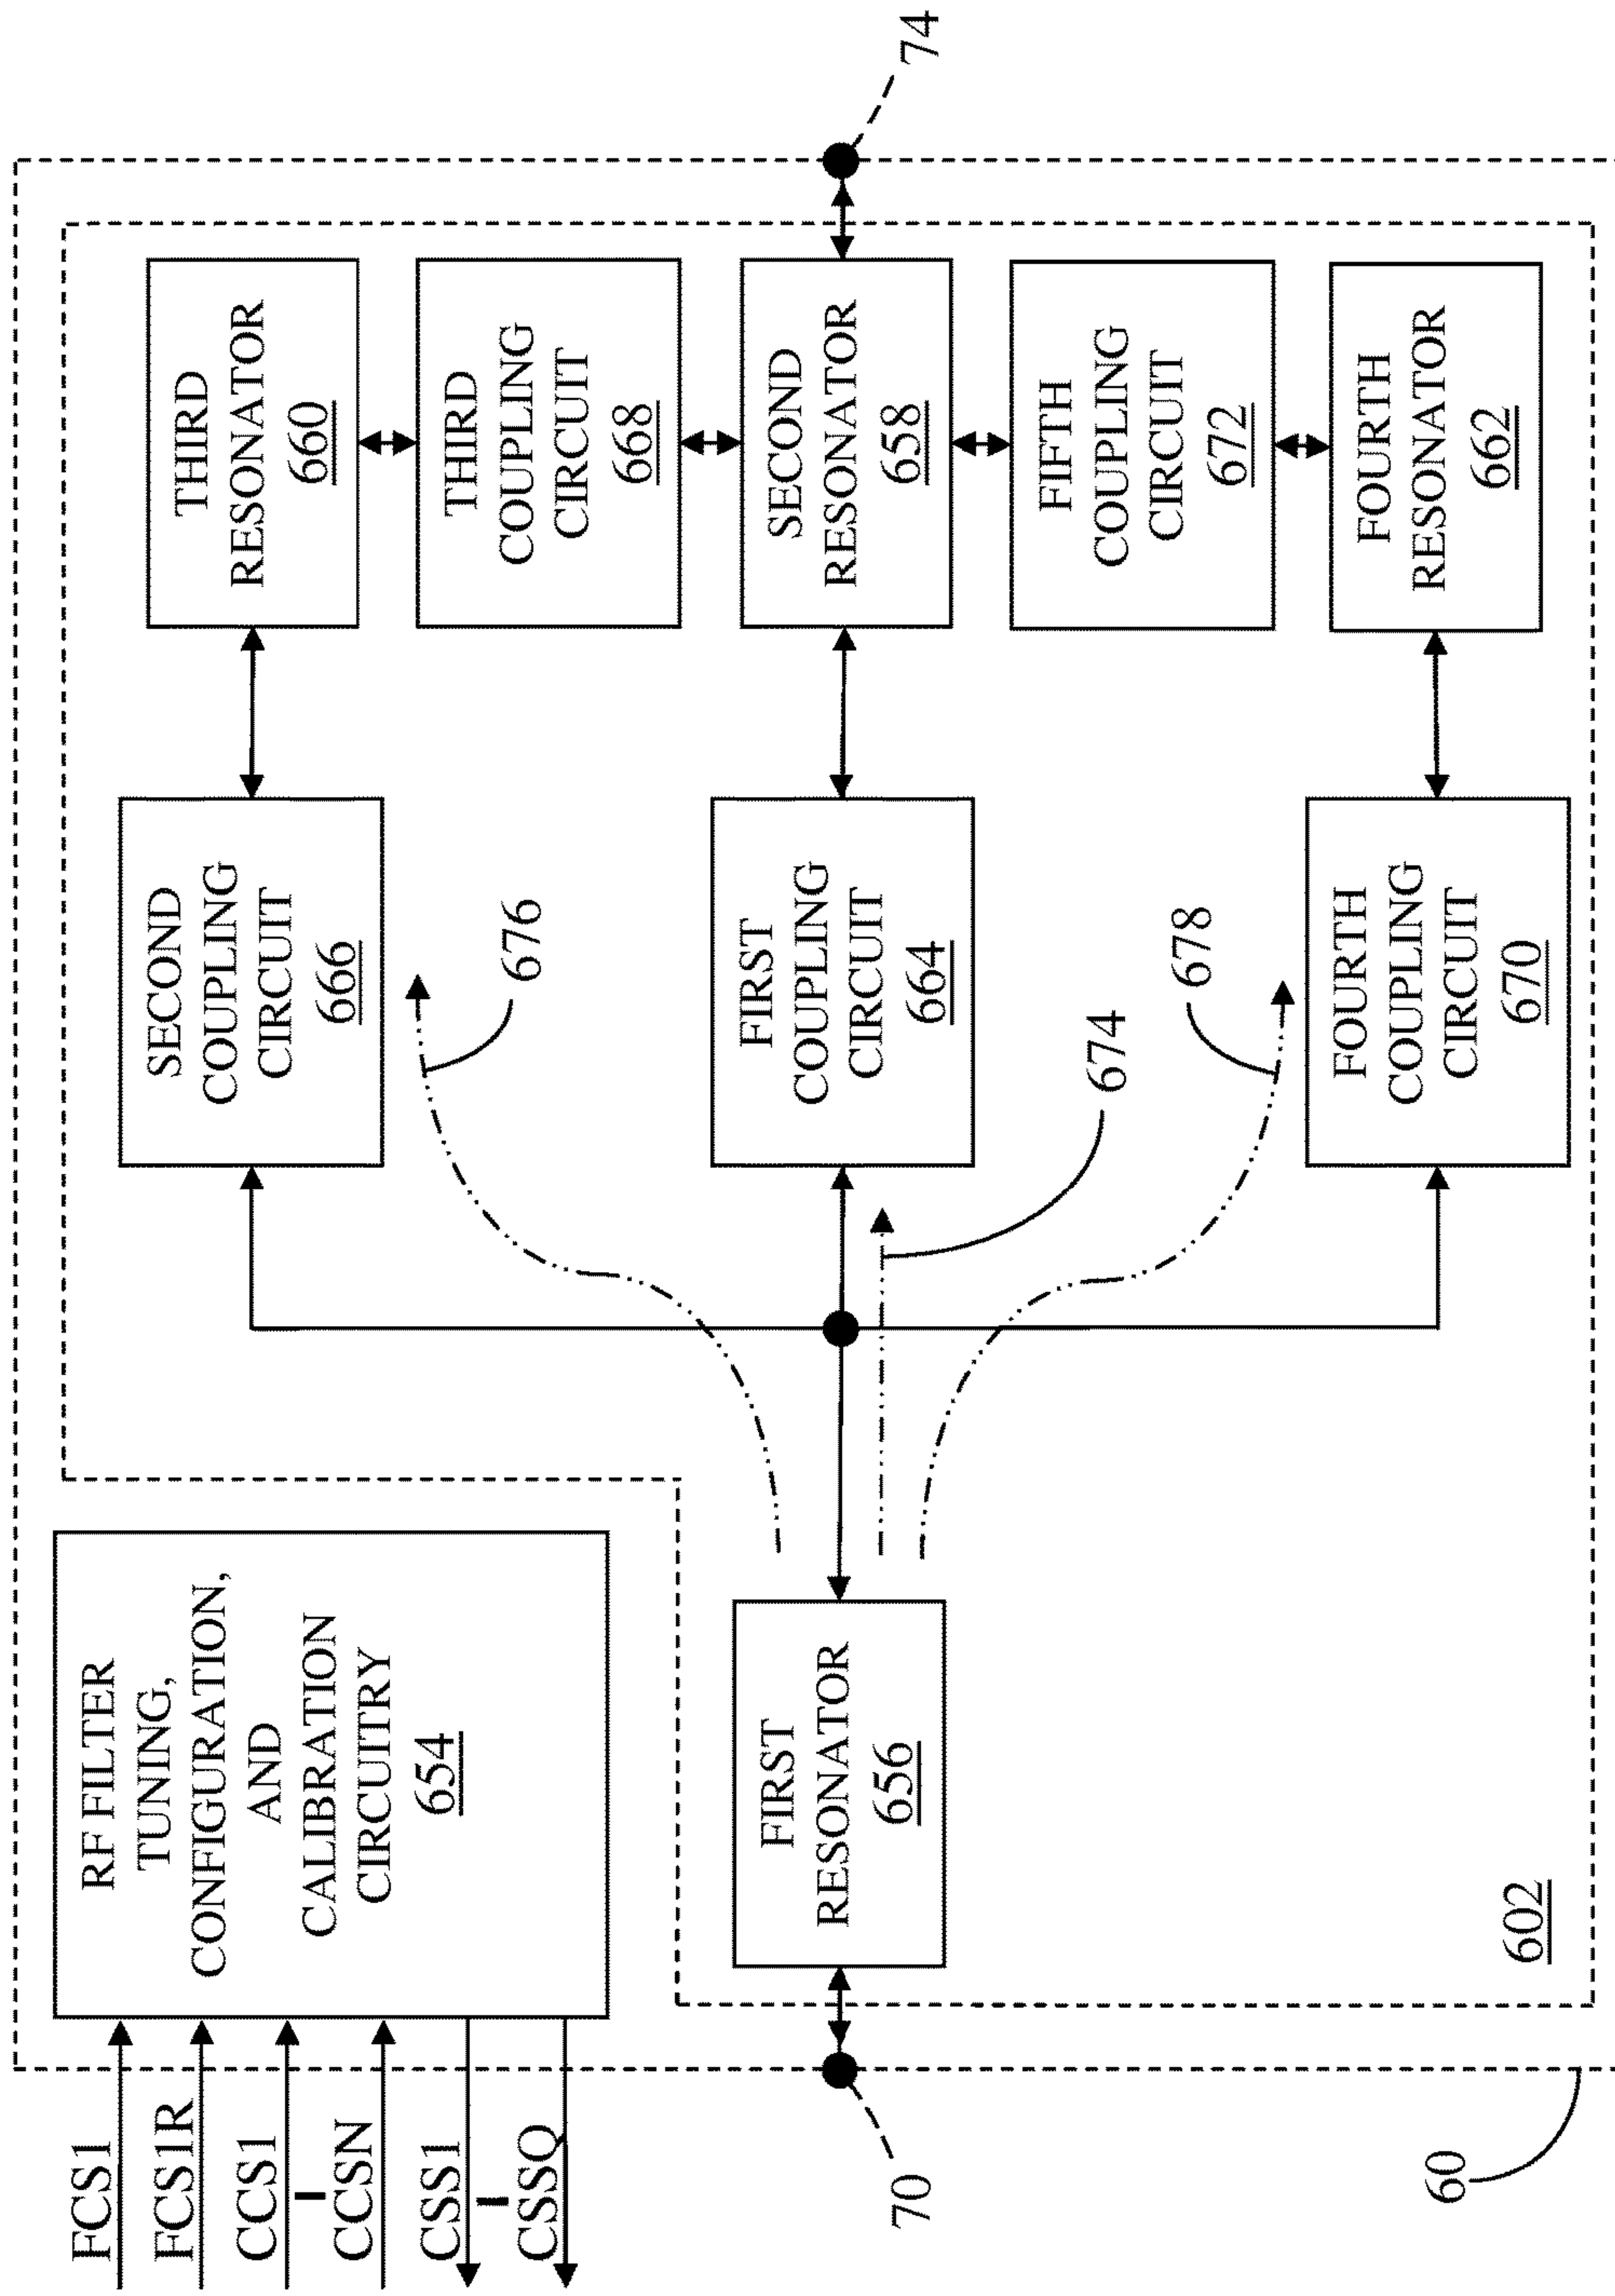 FCS1
FCS1R
CCS1
-
CCSN
CSS1
-
CSSQ
RF FILTER
TUNING,
CONFIGURATION,
AND
CALIBRATION
CIRCUITRY
654
SECOND
COUPLING
CIRCUIT
666
THIRD
RESONATOR
660
676
THIRD
COUPLING
CIRCUIT
668
70
FIRST
RESONATOR
656
FIRST
COUPLING
CIRCUIT
664
SECOND
RESONATOR
658
74
674
678
FIFTH
COUPLING
CIRCUIT
672
FOURTH
COUPLING
CIRCUIT
670
FOURTH
RESONATOR
662
602
60